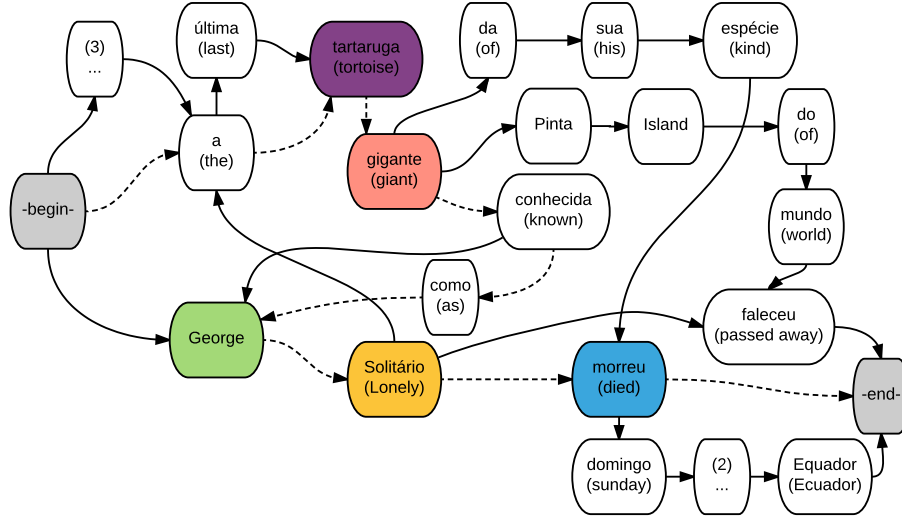 da
(of)
sua
(his)
espécie
(kind)
última
(last)
(3)
...
tartaruga
(tortoise)
Pinta
Island
do
(of)
a
(the)
gigante
(giant)
-begin-
conhecida
(known)
mundo
(world)
como
(as)
George
faleceu
(passed away)
Solitário
(Lonely)
morreu
(died)
-end-
domingo
(sunday)
(2)
...
Equador
(Ecuador)